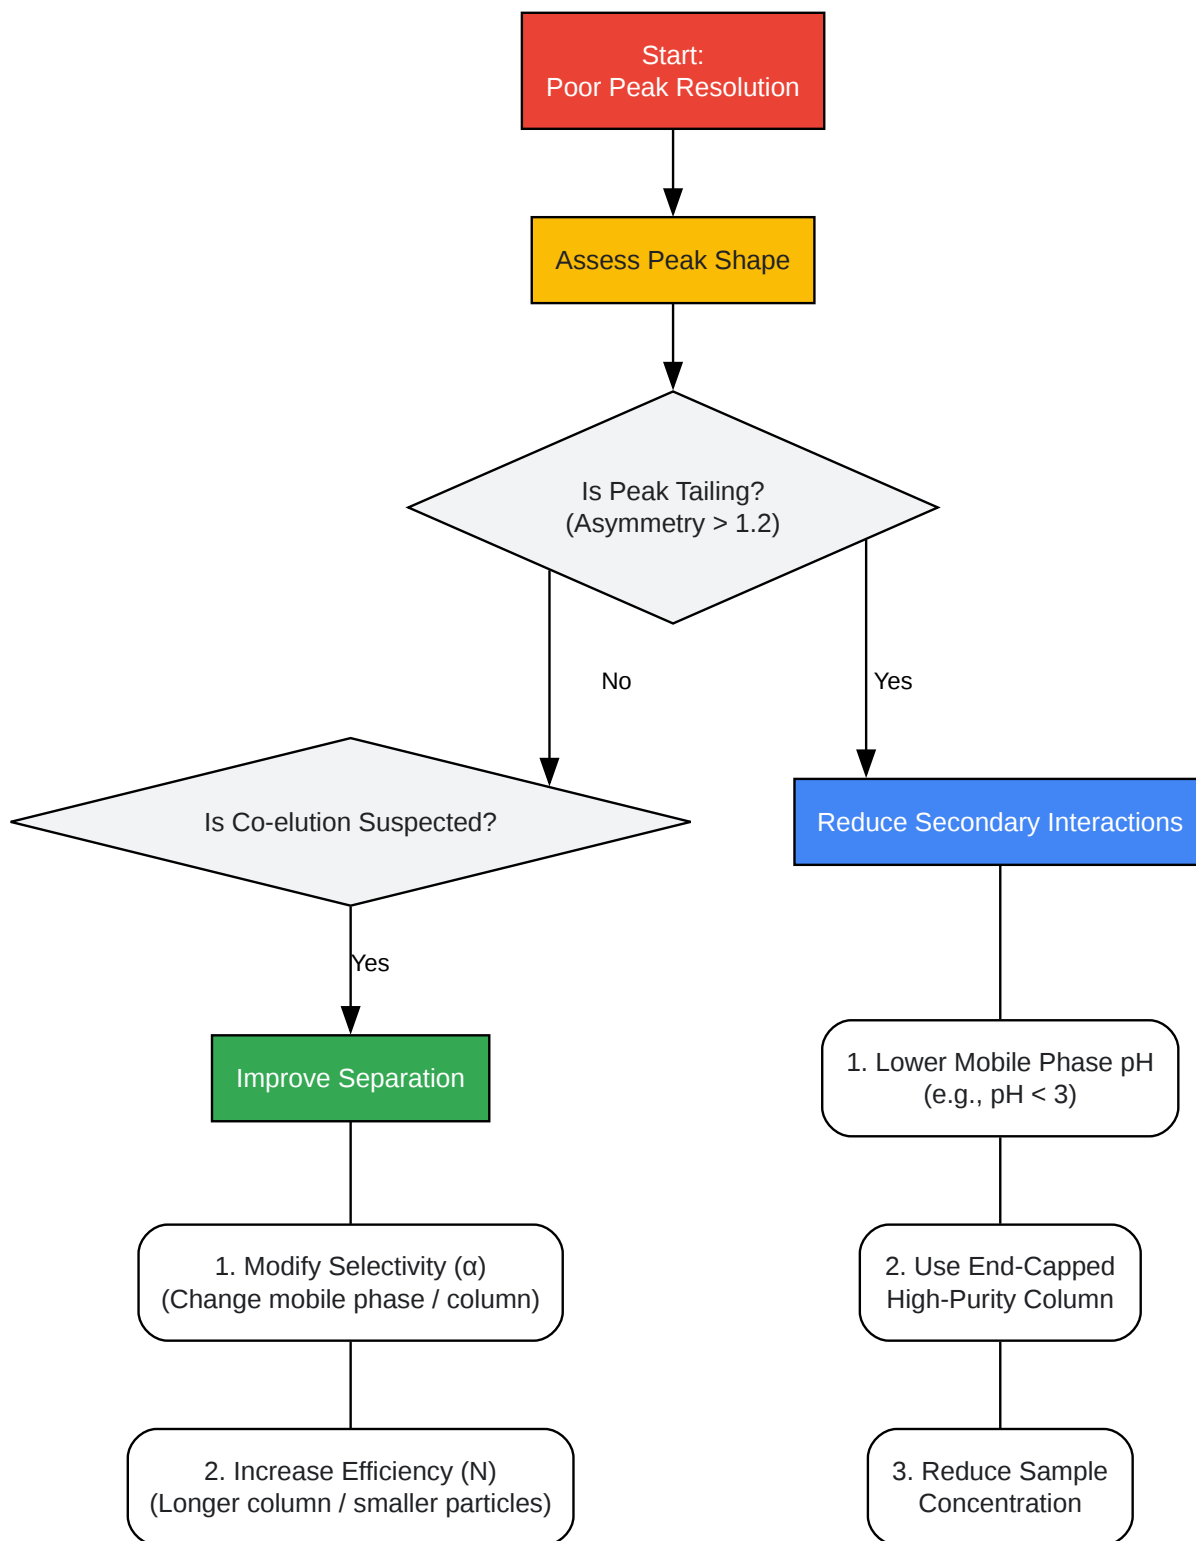 Start:
Poor Peak Resolution
Assess Peak Shape
Is Peak Tailing?
(Asymmetry > 1.2)
No
Yes
Is Co-elution Suspected?
Reduce Secondary Interactions
Yes
Improve Separation
1. Lower Mobile Phase pH
(e.g., pH < 3)
1. Modify Selectivity (α)
(Change mobile phase / column)
2. Use End-Capped
High-Purity Column
2. Increase Efficiency (N)
(Longer column / smaller particles)
3. Reduce Sample
Concentration